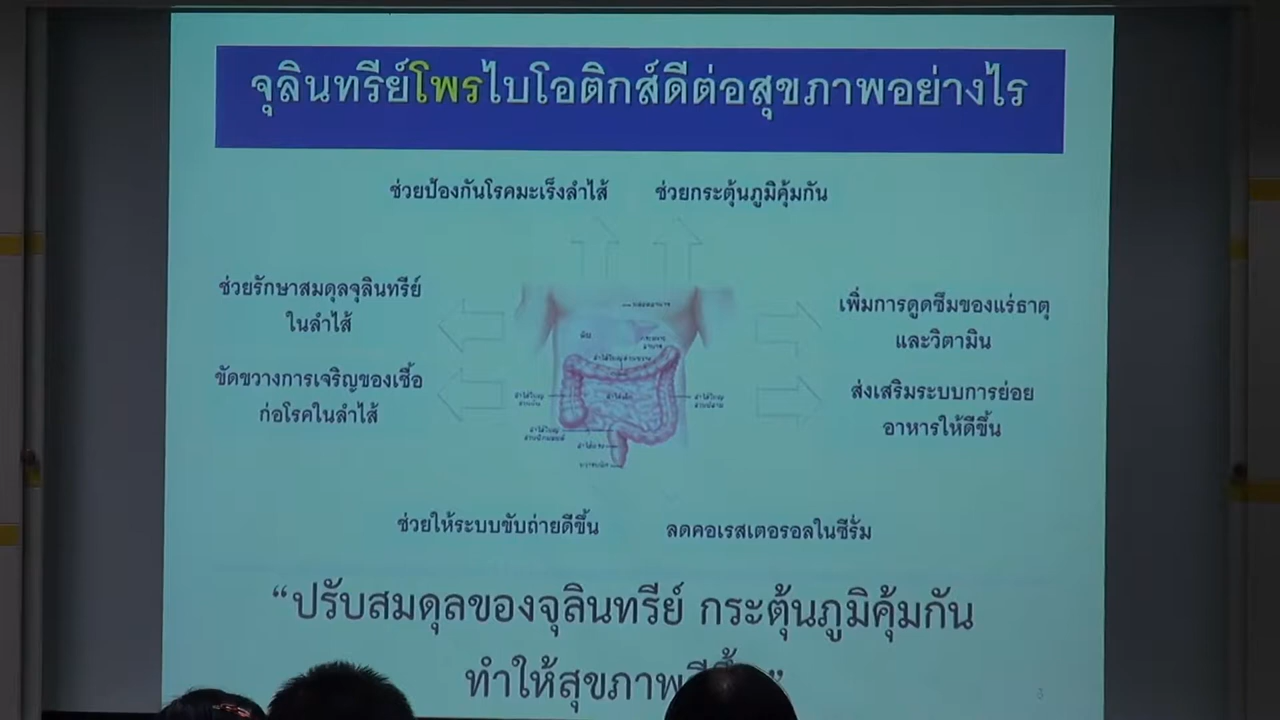 จุลินทรีย์โพรไบโอติกส์ดีต่อสุขภาพอย่างไร
ช่วยป้องกันโรคมะเร็งลำไส้
ช่วยกระตุ้นภูมิคุ้มกัน
ช่วยรักษาสมดุลจุลินทรีย์
ในลำไส้
เพิ่มการดูดซึมของแร่ธาตุ
และวิตามิน
ขัดขวางการเจริญของเชื้อ
ก่อโรคในลำไส้
ส่งเสริมระบบการย่อย
อาหารให้ดีขึ้น
ช่วยให้ระบบขับถ่ายดีขึ้น
ลดคอเรสเตอรอลในซีรั่ม
“ปรับสมดุลของจุลินทรีย์ กระตุ้นภูมิคุ้มกัน
ทำให้สุขภาพดีขึ้น”
3